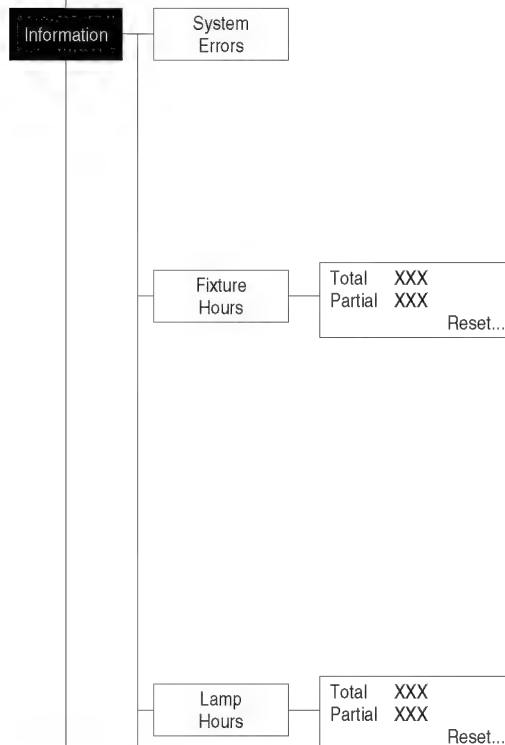 Information
System
Errors
Fixture
Hours
Total XXX
Partial XXX
Reset...
Lamp
Hours
Total XXX
Partial XXX
Reset...